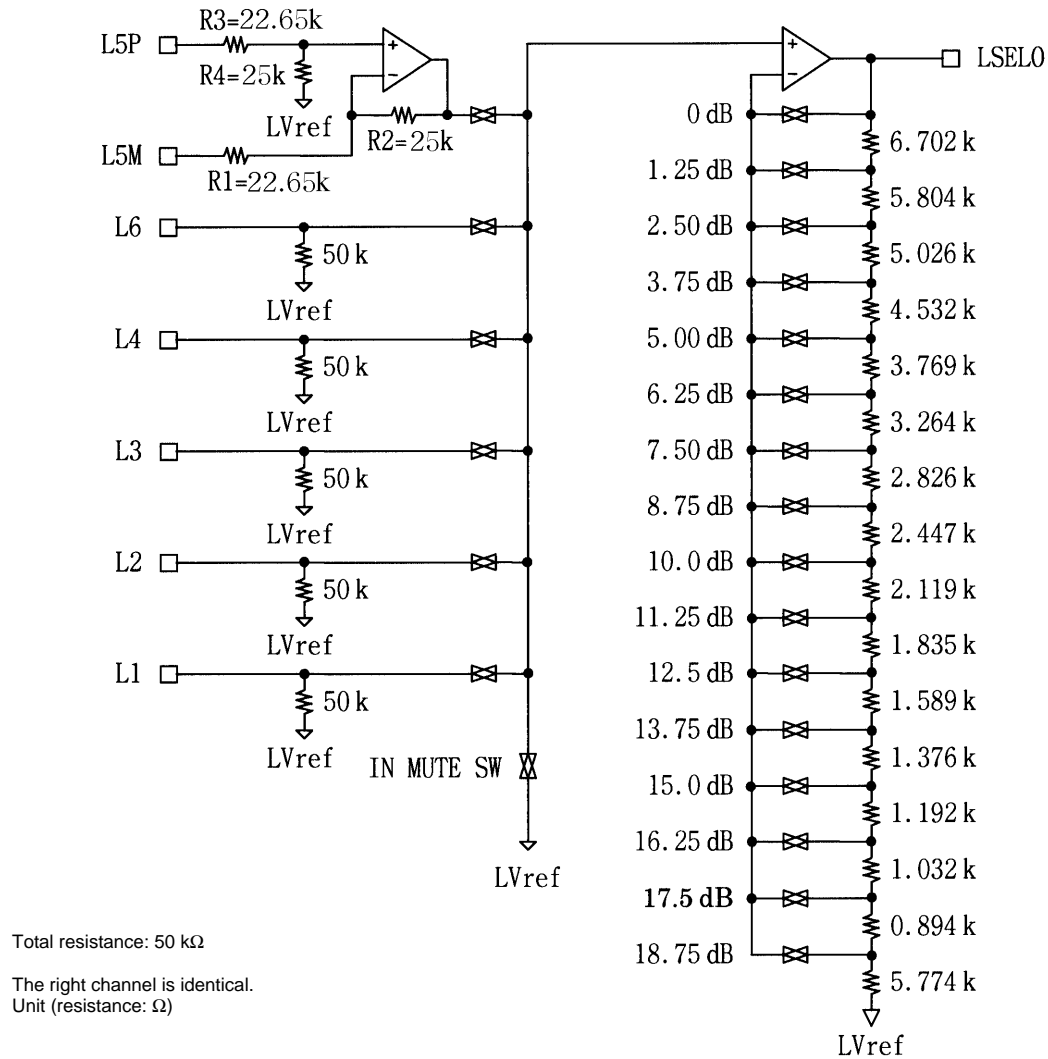 L5P
R3=22.65k
R4=25k
LVref
R2=25k
L5M
R1=22.65k
L6
50 k
LVref
L4
50 k
LVref
L3
50 k
LVref
L2
50 k
LVref
L1
50 k
LVref
IN MUTE SW
LVref
LSELO
0 dB
6.702 k
1.25 dB
5.804 k
2.50 dB
5.026 k
3.75 dB
4.532 k
5.00 dB
3.769 k
6.25 dB
3.264 k
7.50 dB
2.826 k
8.75 dB
2.447 k
10.0 dB
2.119 k
11.25 dB
1.835 k
12.5 dB
1.589 k
13.75 dB
1.376 k
15.0 dB
1.192 k
16.25 dB
1.032 k
17.5 dB
0.894 k
18.75 dB
5.774 k
LVref
Total resistance: 50 kΩ
The right channel is identical.
Unit (resistance: Ω)